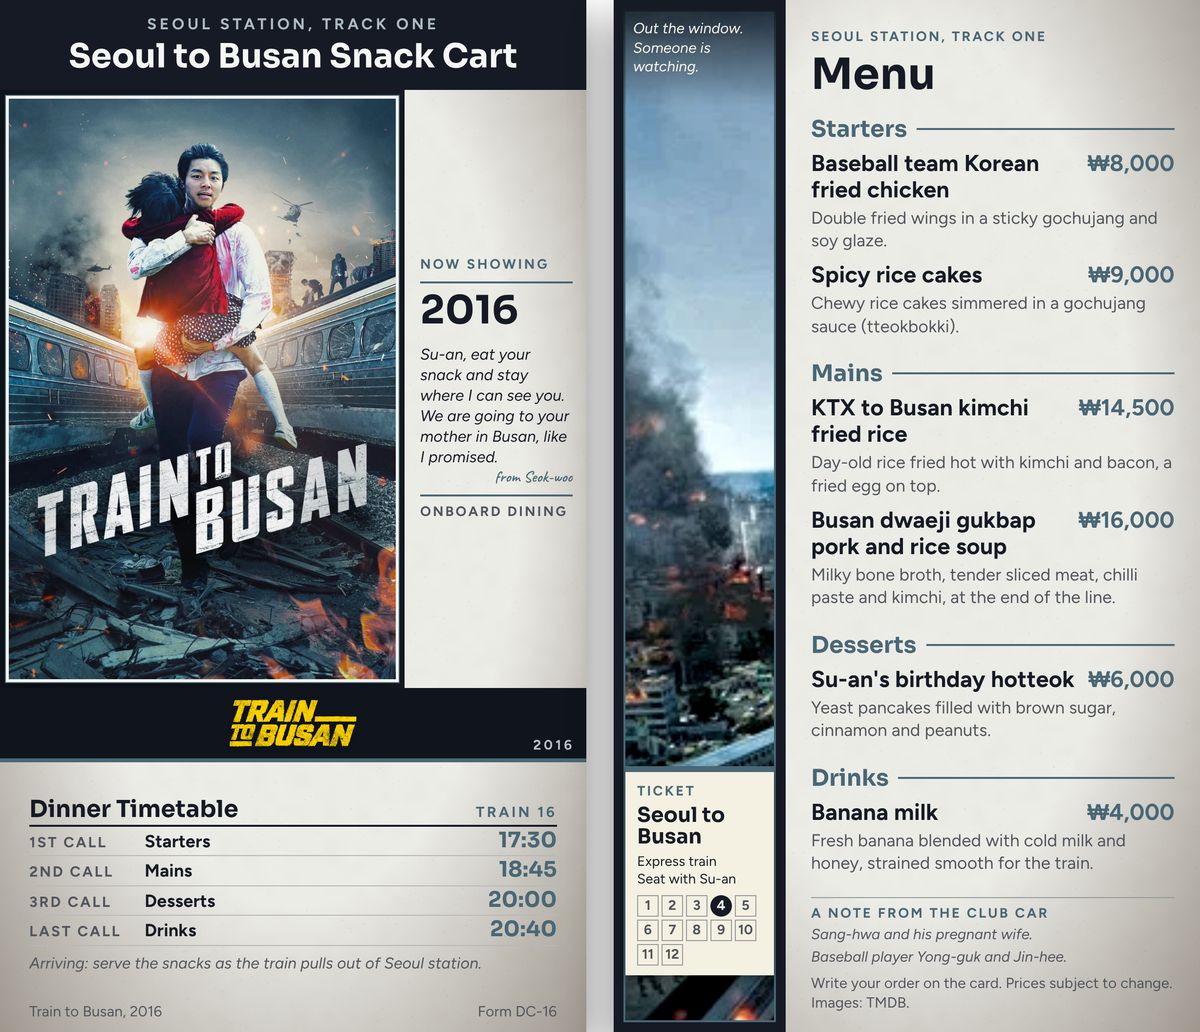 SEOUL STATION, TRACK ONE
Seoul to Busan Snack Cart
TRAIN TO BUSAN
NOW SHOWING
2016
Su-an, eat your
snack and stay
where I can see you.
We are going to your
mother in Busan, like
I promised.
from Seok-woo
ONBOARD DINING
TRAIN
TO BUSAN
2016
Dinner Timetable TRAIN 16
1ST CALL Starters 17:30
2ND CALL Mains 18:45
3RD CALL Desserts 20:00
LAST CALL Drinks 20:40
Arriving: serve the snacks as the train pulls out of Seoul station.
Train to Busan, 2016 Form DC-16
Out the window.
Someone is
watching.
TICKET
Seoul to
Busan
Express train
Seat with Su-an
1 2 3 4 5
6 7 8 9 10
11 12
SEOUL STATION, TRACK ONE
Menu
Starters
Baseball team Korean ₩8,000
fried chicken
Double fried wings in a sticky gochujang and
soy glaze.
Spicy rice cakes ₩9,000
Chewy rice cakes simmered in a gochujang
sauce (tteokbokki).
Mains
KTX to Busan kimchi ₩14,500
fried rice
Day-old rice fried hot with kimchi and bacon, a
fried egg on top.
Busan dwaeji gukbap ₩16,000
pork and rice soup
Milky bone broth, tender sliced meat, chilli
paste and kimchi, at the end of the line.
Desserts
Su-an's birthday hotteok ₩6,000
Yeast pancakes filled with brown sugar,
cinnamon and peanuts.
Drinks
Banana milk ₩4,000
Fresh banana blended with cold milk and
honey, strained smooth for the train.
A NOTE FROM THE CLUB CAR
Sang-hwa and his pregnant wife.
Baseball player Yong-guk and Jin-hee.
Write your order on the card. Prices subject to change.
Images: TMDB.